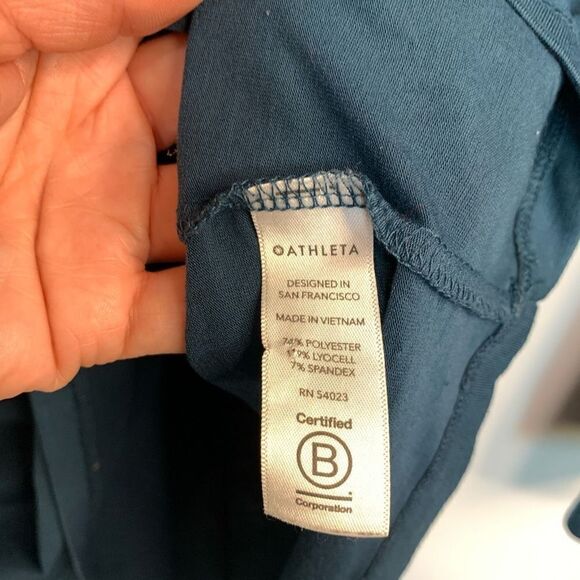 ATHLETA
DESIGNED IN
SAN FRANCISCO
MADE IN VIETNAM
74% POLYESTER
19% LYOCELL
7% SPANDEX
RN 54023
Certified
B
Corporation